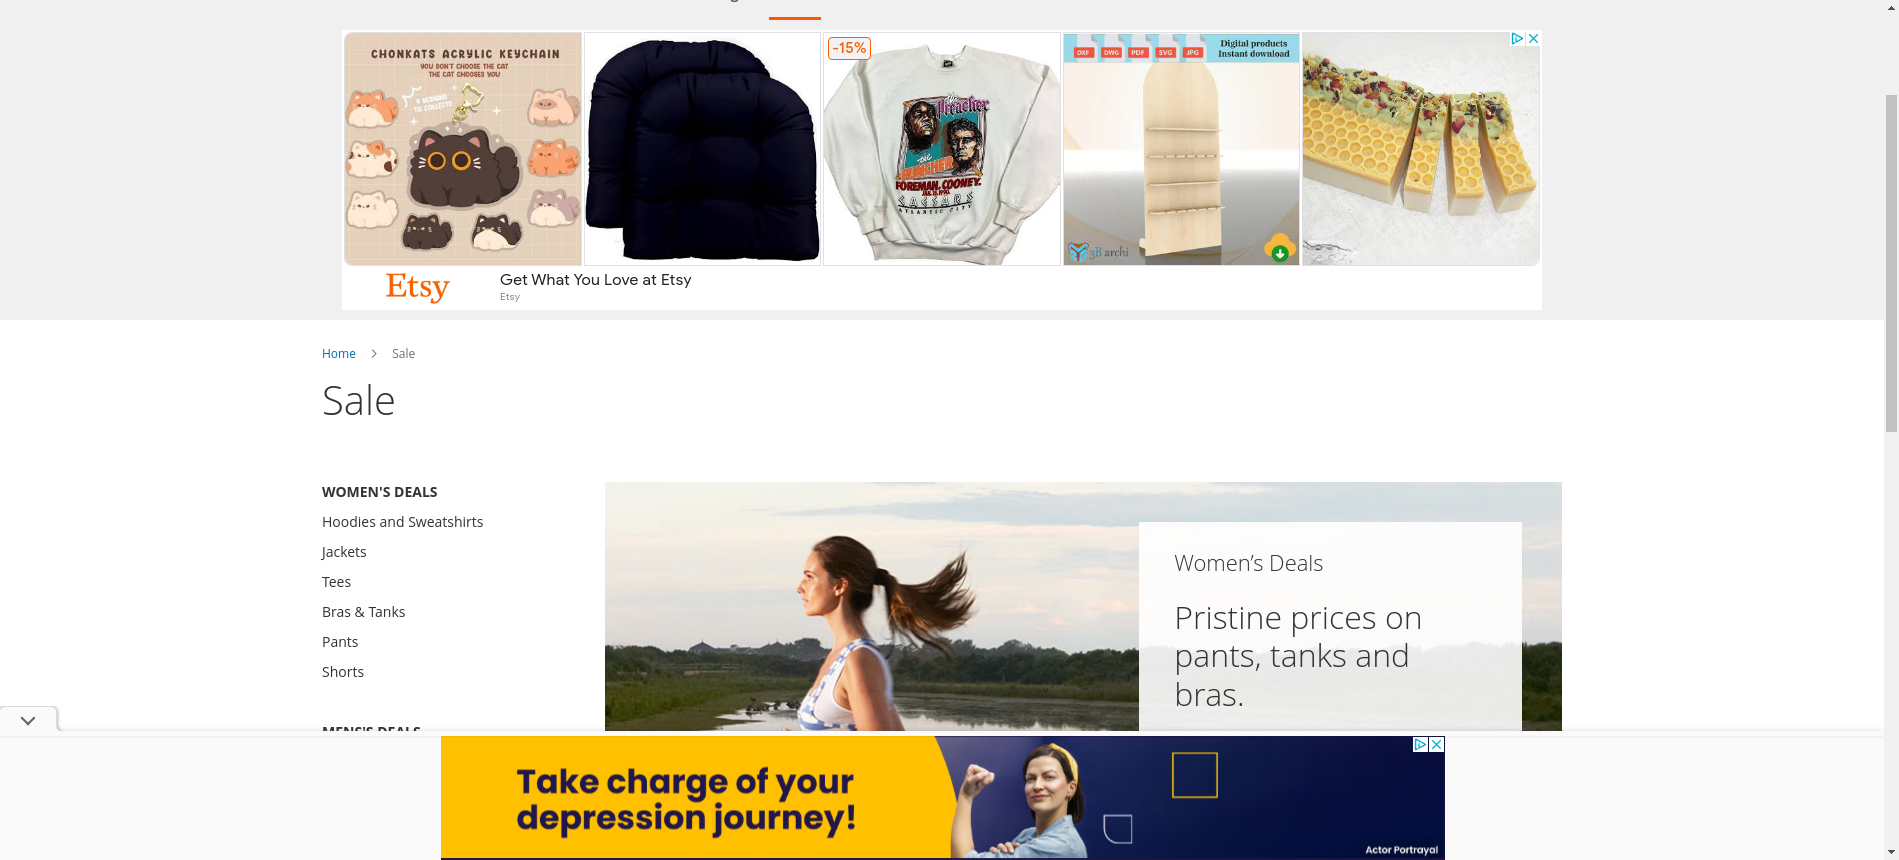 CHONKATS ACRYLIC KEYCHAIN
YOU DON'T CHOOSE THE CAT
THE CAT CHOOSES YOU
9 DESIGNS
TO COLLECT!
-15%
the Preacher
the PUNCHER
FOREMAN. COONEY.
CAESARS
ATLANTIC CITY
DXF DWG PDF SVG JPG
Digital products
Instant download
3B archi
Etsy
Get What You Love at Etsy
Etsy
Home
Sale
Sale
WOMEN'S DEALS
Hoodies and Sweatshirts
Jackets
Tees
Bras & Tanks
Pants
Shorts
Women’s Deals
Pristine prices on
pants, tanks and
bras.
MENS'S DEALS
Take charge of your
depression journey!
Actor Portrayal